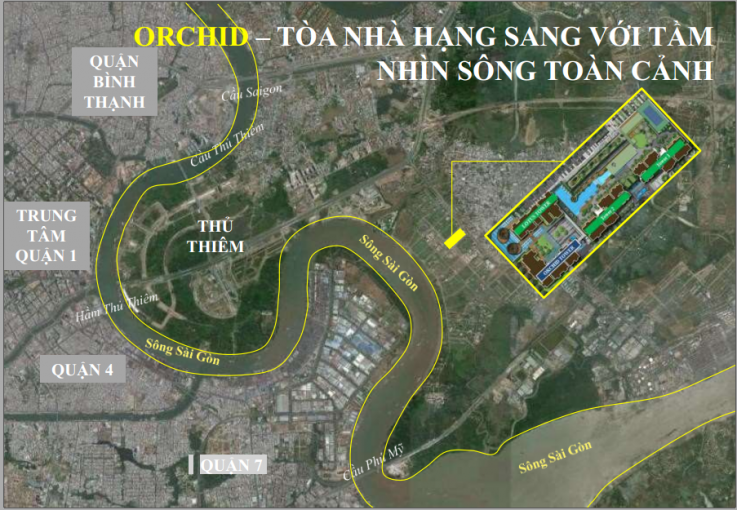 ORCHID – TÒA NHÀ HẠNG SANG VỚI TẦM
NHÌN SÔNG TOÀN CẢNH
QUẬN
BÌNH
THẠNH
Cầu Saigon
Cầu Thủ Thiêm
TRUNG
TÂM
QUẬN 1
THỦ
THIÊM
Sông Sài Gòn
Hầm Thủ Thiêm
Sông Sài Gòn
QUẬN 4
QUẬN 7
Cầu Phú Mỹ
Sông Sài Gòn
ORCHID TOWER